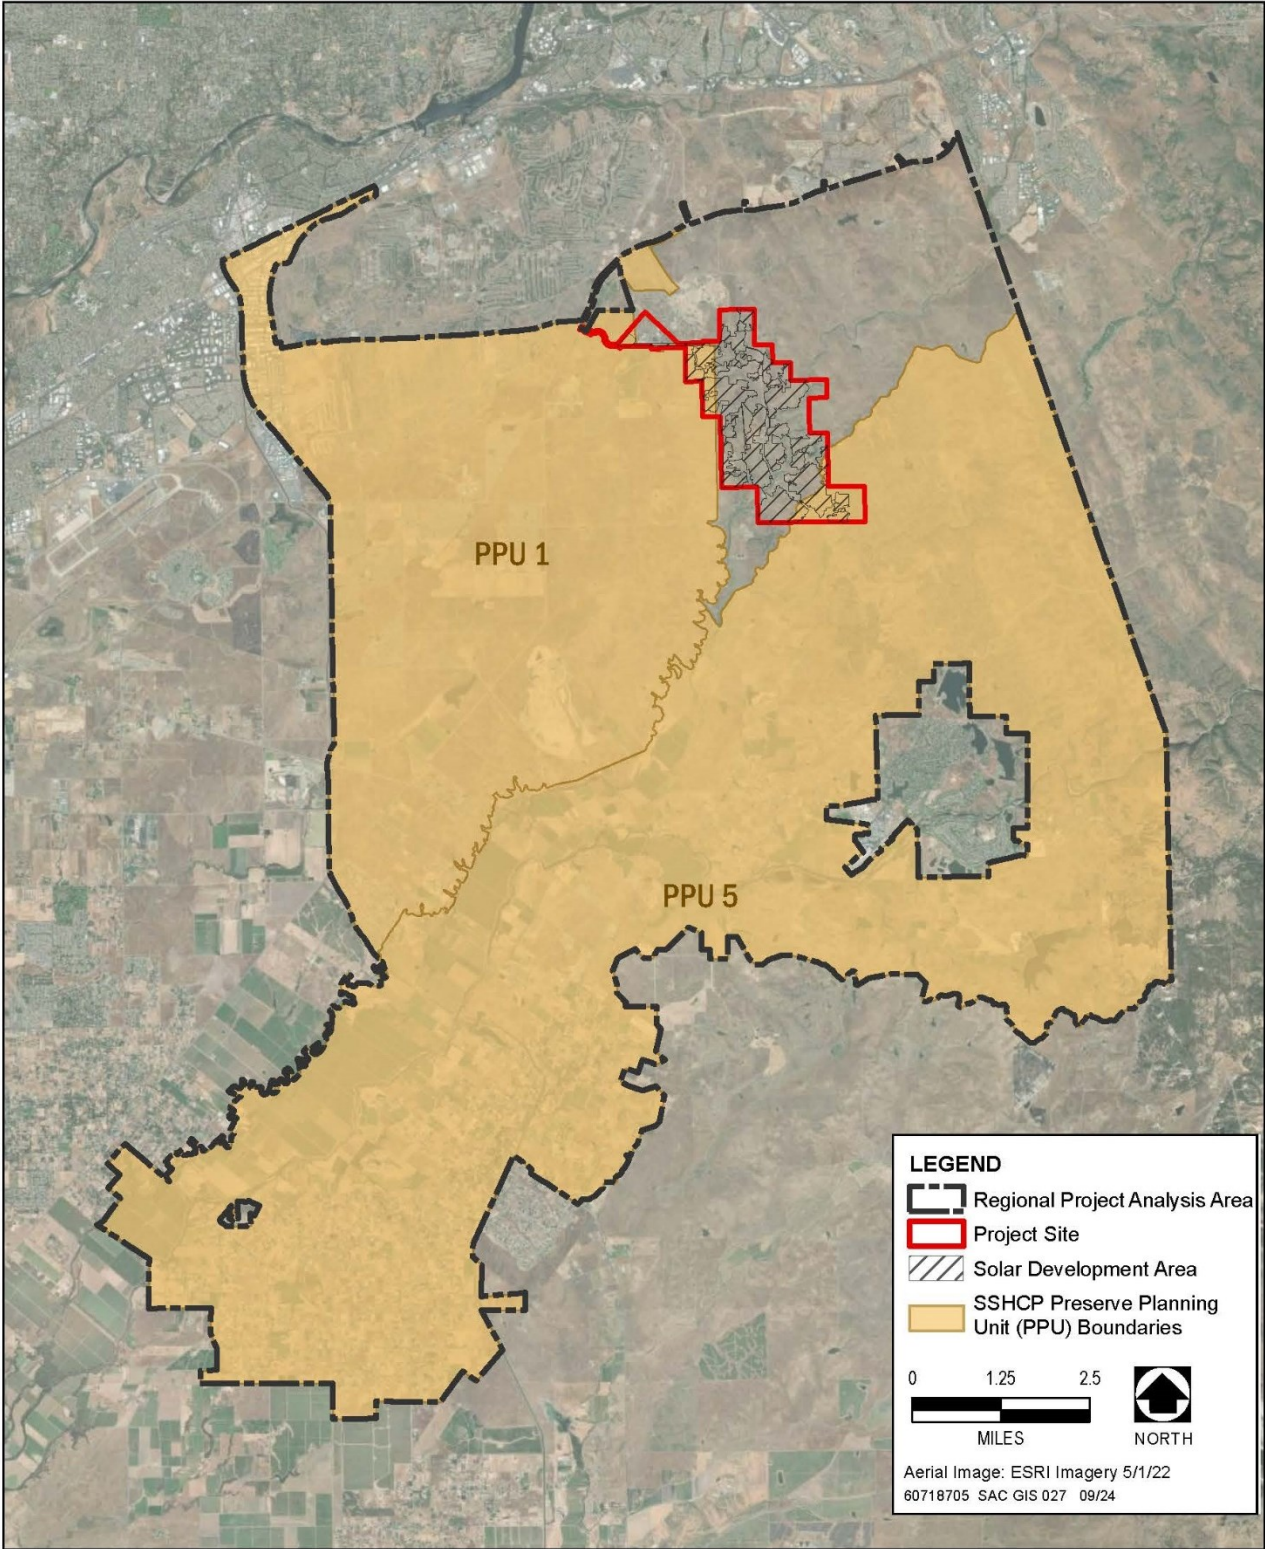 PPU 1
PPU 5
LEGEND
Regional Project Analysis Area
Project Site
Solar Development Area
SSHCP Preserve Planning
Unit (PPU) Boundaries
0 1.25 2.5
MILES
NORTH
Aerial Image: ESRI Imagery 5/1/22
60718705 SAC GIS 027 09/24